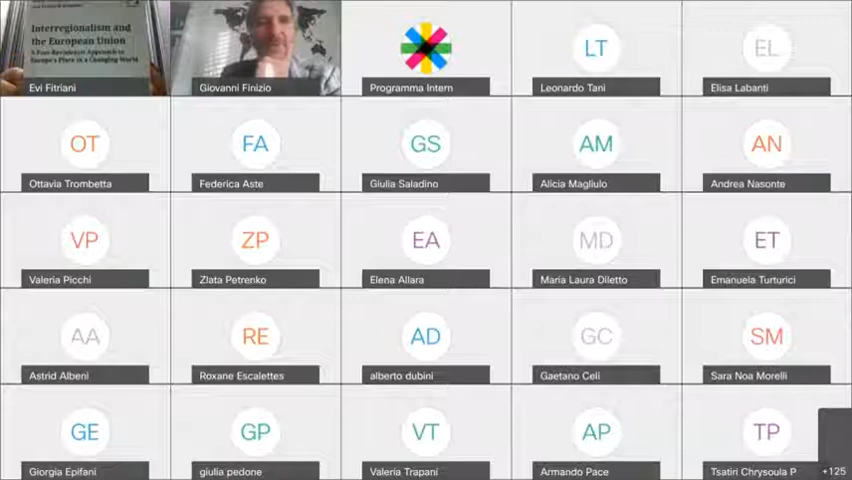 Interregionalism and
the European Union
A Post-Revisionist Approach to
Europe's Place in a Changing World
Evi Fitriani
Giovanni Finizio
Programma Intern
LT
Leonardo Tani
EL
Elisa Labanti
OT
Ottavia Trombetta
FA
Federica Aste
GS
Giulia Saladino
AM
Alicia Magliulo
AN
Andrea Nasonte
VP
Valeria Picchi
ZP
Zlata Petrenko
EA
Elena Allara
MD
Maria Laura Diletto
ET
Emanuela Turturici
AA
Astrid Albeni
RE
Roxane Escalettes
AD
alberto dubini
GC
Gaetano Celi
SM
Sara Noa Morelli
GE
Giorgia Epifani
GP
giulia pedone
VT
Valeria Trapani
AP
Armando Pace
TP
Tsatiri Chrysoula P
+125